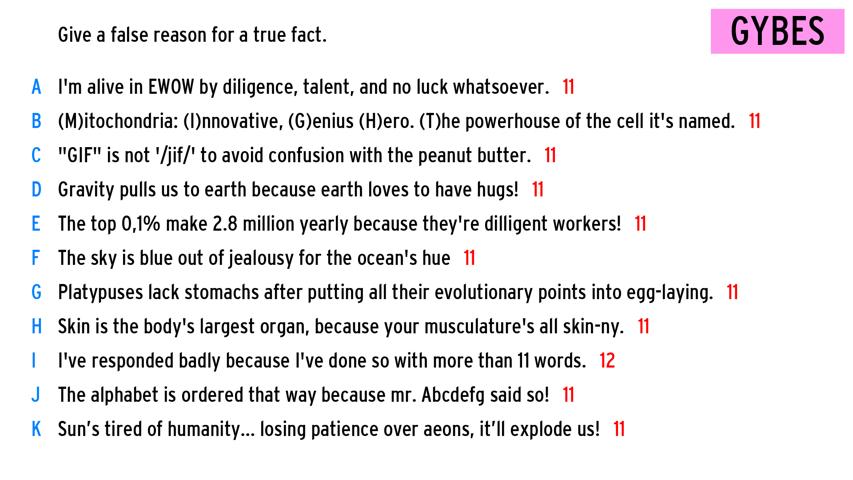 Give a false reason for a true fact.
GYBES
A I'm alive in EWOW by diligence, talent, and no luck whatsoever. 11
B (M)itochondria: (I)nnovative, (G)enius (H)ero. (T)he powerhouse of the cell it's named. 11
C "GIF" is not '/jif/' to avoid confusion with the peanut butter. 11
D Gravity pulls us to earth because earth loves to have hugs! 11
E The top 0,1% make 2.8 million yearly because they're dilligent workers! 11
F The sky is blue out of jealousy for the ocean's hue 11
G Platypuses lack stomachs after putting all their evolutionary points into egg-laying. 11
H Skin is the body's largest organ, because your musculature's all skin-ny. 11
I I've responded badly because I've done so with more than 11 words. 12
J The alphabet is ordered that way because mr. Abcdefg said so! 11
K Sun’s tired of humanity... losing patience over aeons, it’ll explode us! 11